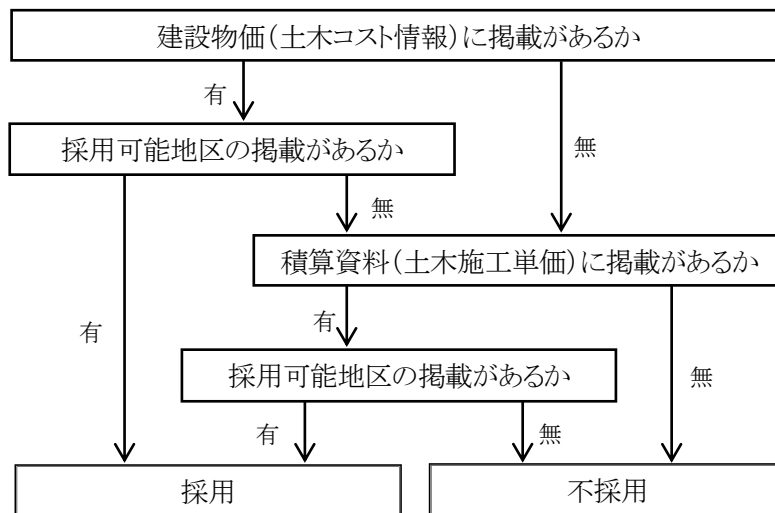 建設物価(土木コスト情報)に掲載があるか
有
採用可能地区の掲載があるか
無
無
積算資料(土木施工単価)に掲載があるか
有
有
採用可能地区の掲載があるか
無
有
無
採用
不採用